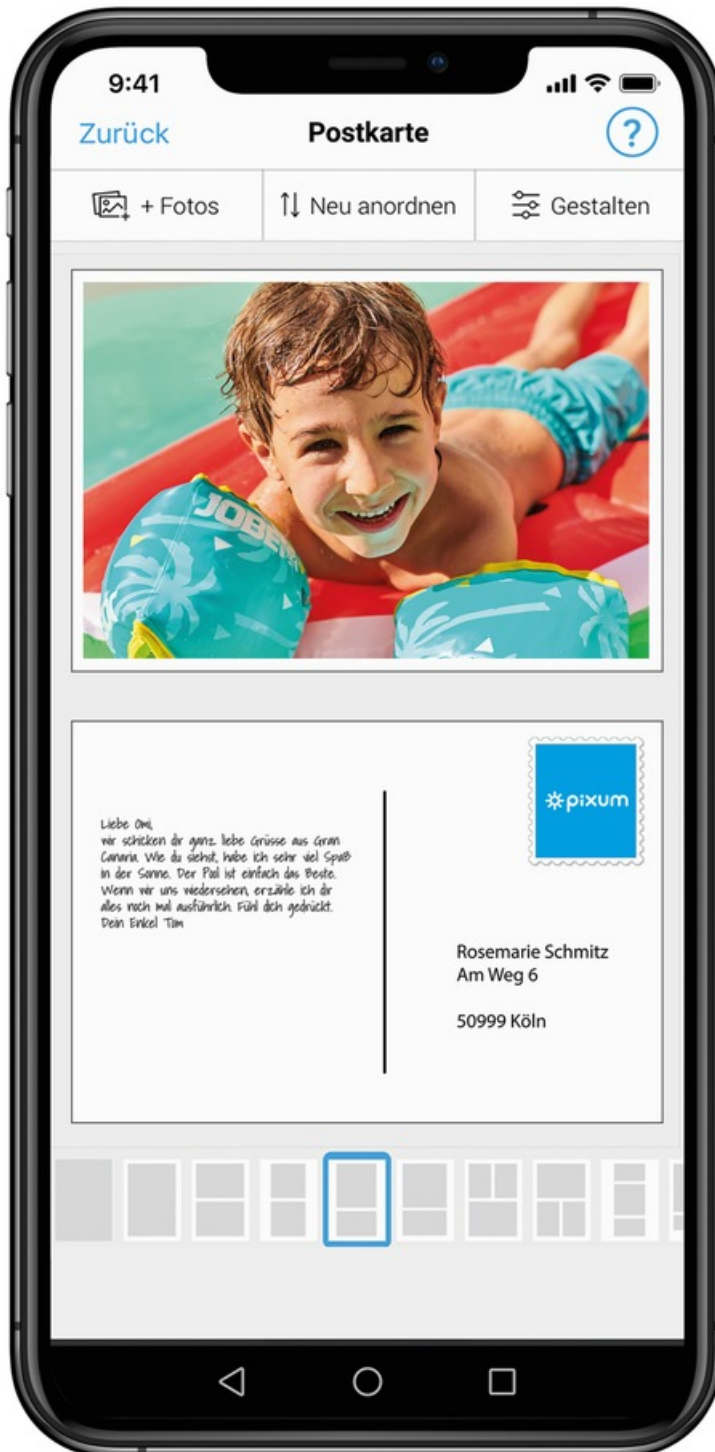 9:41
Zurück
Postkarte
?
+ Fotos
Neu anordnen
Gestalten
JOBE
pixum
Liebe Omi,
wir schicken dir ganz liebe Grüsse aus Gran
Canaria. Wie du siehst, habe ich sehr viel Spaß
in der Sonne. Der Pool ist einfach das Beste.
Wenn wir uns wiedersehen, erzähle ich dir
alles noch mal ausführlich. Fühl dich gedrückt.
Dein Enkel Tim
Rosemarie Schmitz
Am Weg 6
50999 Köln